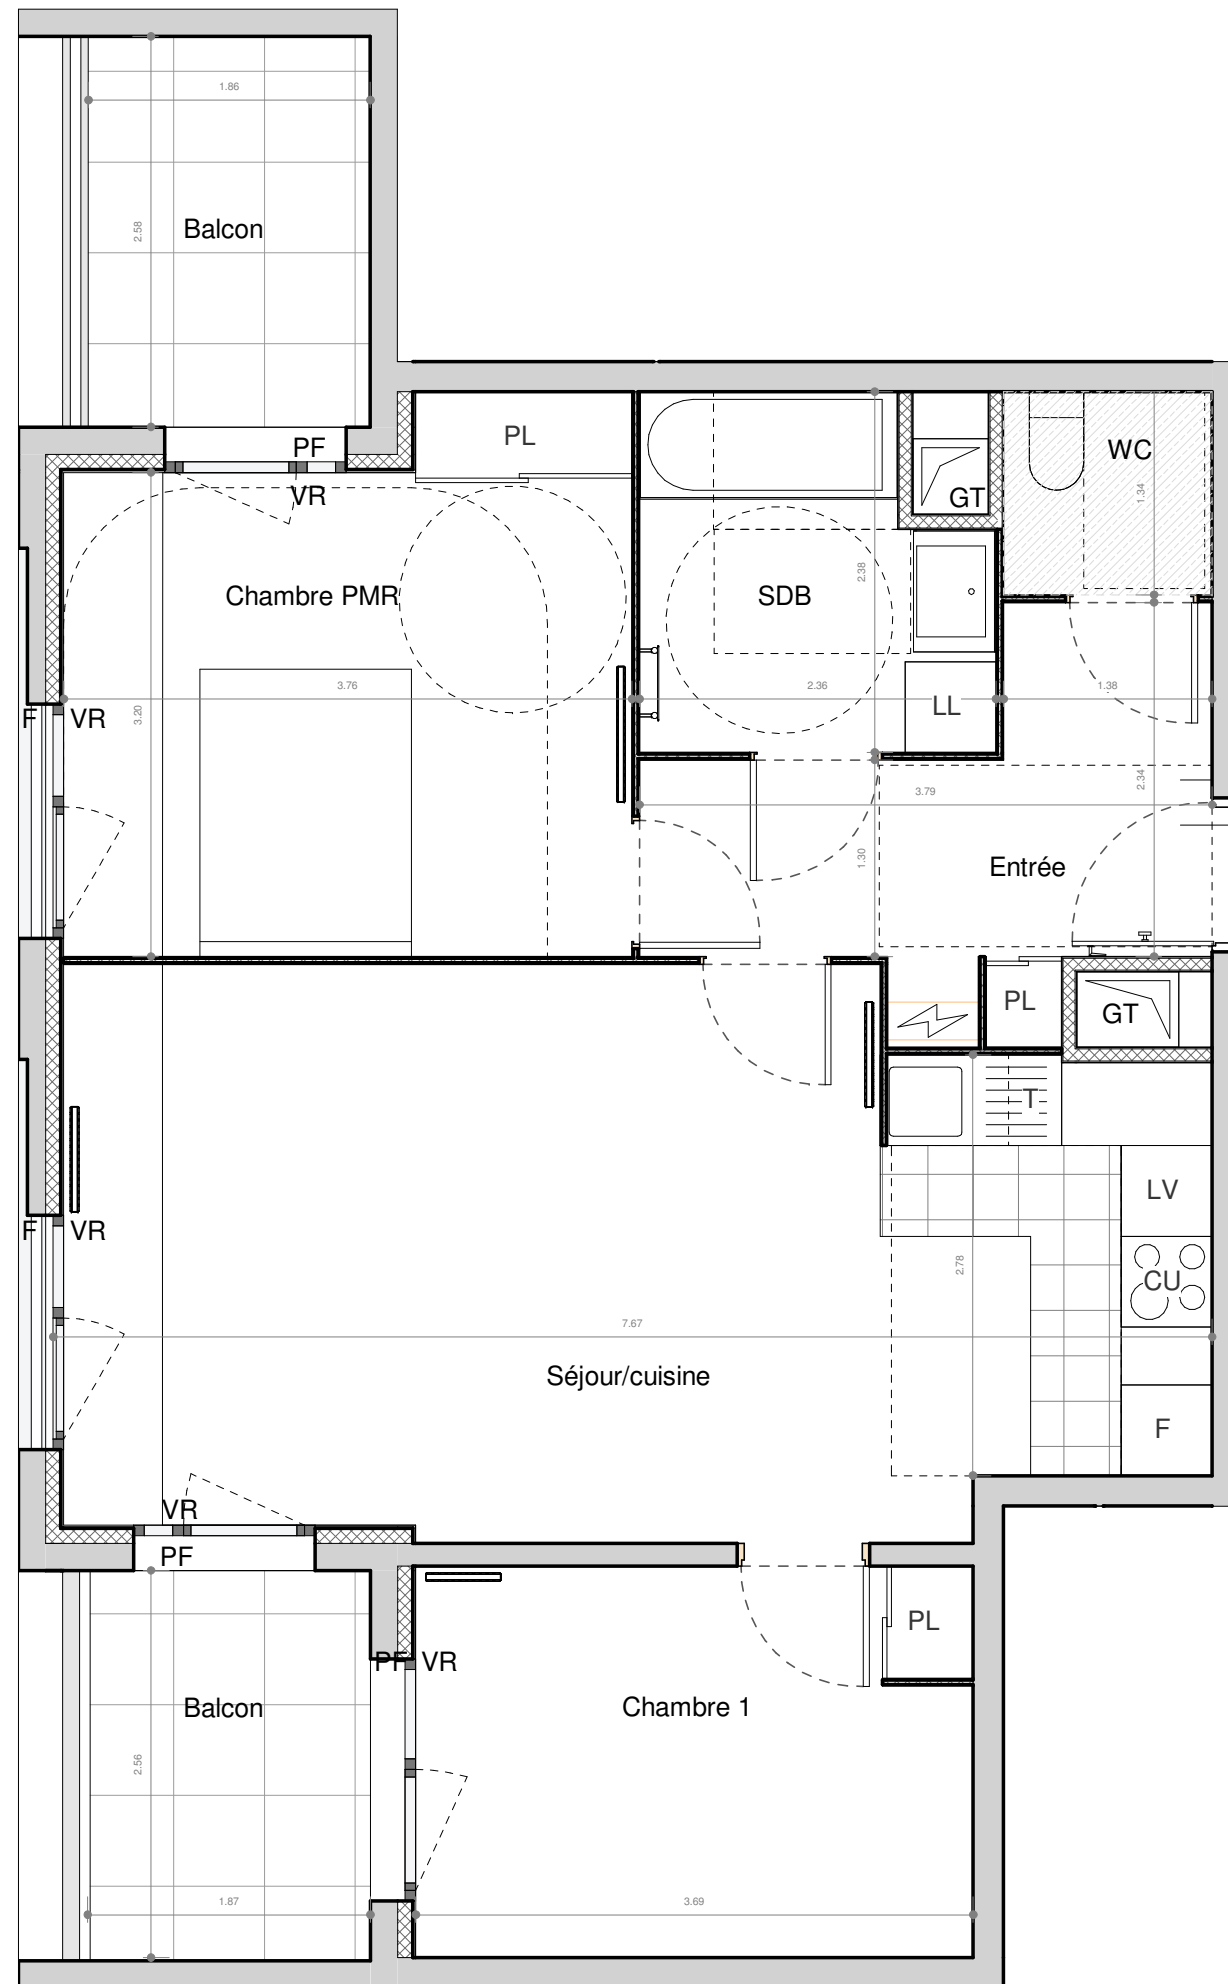 1.86
2.58
Balcon
PF
VR
PL
GT
WC
1.34
Chambre PMR
SDB
2.38
3.76
2.36
1.38
3.20
F
VR
LL
2.34
3.79
1.30
Entrée
PL
GT
T
LV
F
VR
2.78
CU
7.67
Séjour/cuisine
F
VR
PF
PL
PF
VR
Balcon
Chambre 1
2.56
1.87
3.69